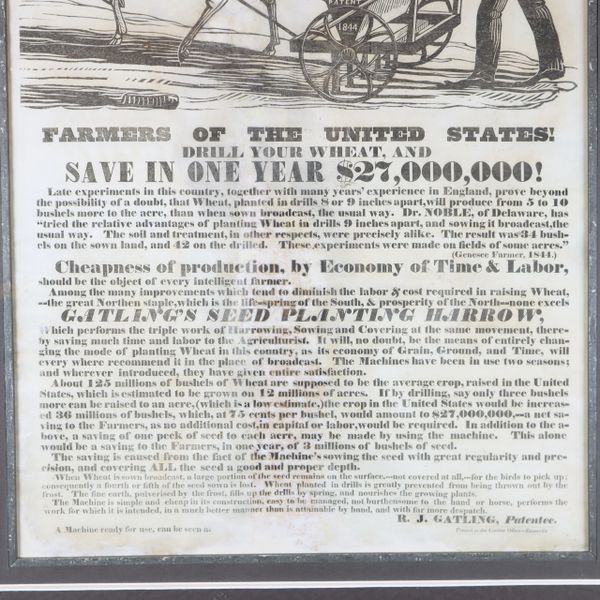 PATENT
1844
FARMERS OF THE UNITED STATES!
DRILL YOUR WHEAT, AND
SAVE IN ONE YEAR $27,000,000!
Late experiments in this country, together with many years' experience in England, prove beyond
the possibility of a doubt, that Wheat, planted in drills 8 or 9 inches apart, will produce from 5 to 10
bushels more to the acre, than when sown broadcast, the usual way. Dr. NOBLE, of Delaware, has
"tried the relative advantages of planting Wheat in drills 9 inches apart, and sowing it broadcast, the
usual way. The soil and treatment, in other respects, were precisely alike. The result was 34 bush-
els on the sown land, and 42 on the drilled. These experiments were made on fields of some acres."
(Genesee Farmer, 1844.)
Cheapness of production, by Economy of Time & Labor,
should be the object of every intelligent farmer.
Among the many improvements which tend to diminish the labor & cost required in raising Wheat,
--the great Northen staple, which is the life-spring of the South, & prosperity of the North--none excels
GATLING'S SEED PLANTING HARROW,
Which performs the triple work of Harrowing, Sowing and Covering at the same movement, there-
by saving much time and labor to the Agriculturist. It will, no doubt, be the means of entirely chan-
ging the mode of planting Wheat in this country, as its economy of Grain, Ground, and Time, will
every where recommend it in the place of broadcast. The Machines have been in use two seasons;
and wherever introduced, they have given entire satisfaction.
About 125 millions of bushels of Wheat are supposed to be the average crop, raised in the United
States, which is estimated to be grown on 12 millions of acres. If by drilling, say only three bushels
more can be raised to an acre, (which is a low estimate,) the crop in the United States would be increas-
ed 36 millions of bushels, which, at 75 cents per bushel, would amount to $27,000,000,--a net sa-
ving to the Farmers, as no additional cost, in capital or labor, would be required. In addition to the a-
bove, a saving of one peck of seed to each acre, may be made by using the machine. This alone
would be a saving to the Farmers, in one year, of 3 millions of bushels of seed.
The saving is caused from the fact of the Machine's sowing the seed with great regularity and pre-
cision, and covering ALL the seed a good and proper depth.
When Wheat is sown broadcast, a large portion of the seed remains on the surface,--not covered at all,--for the birds to pick up;
consequently a fourth or fifth of the seed sown is lost. Wheat planted in drills is greatly prevented from being thrown out by the
frost. The fine earth, pulverised by the frost, fills up the drills by spring, and nourishes the growing plants.
The Machine is simple and cheap in its construction, easy to be managed, not burthensome to the hand or horse, performs the
work for which it is intended, in a much better manner than is attainable by hand, and with far more despatch.
R. J. GATLING, Patentee.
A Machine ready for use, can be seen a
Printed at the Office